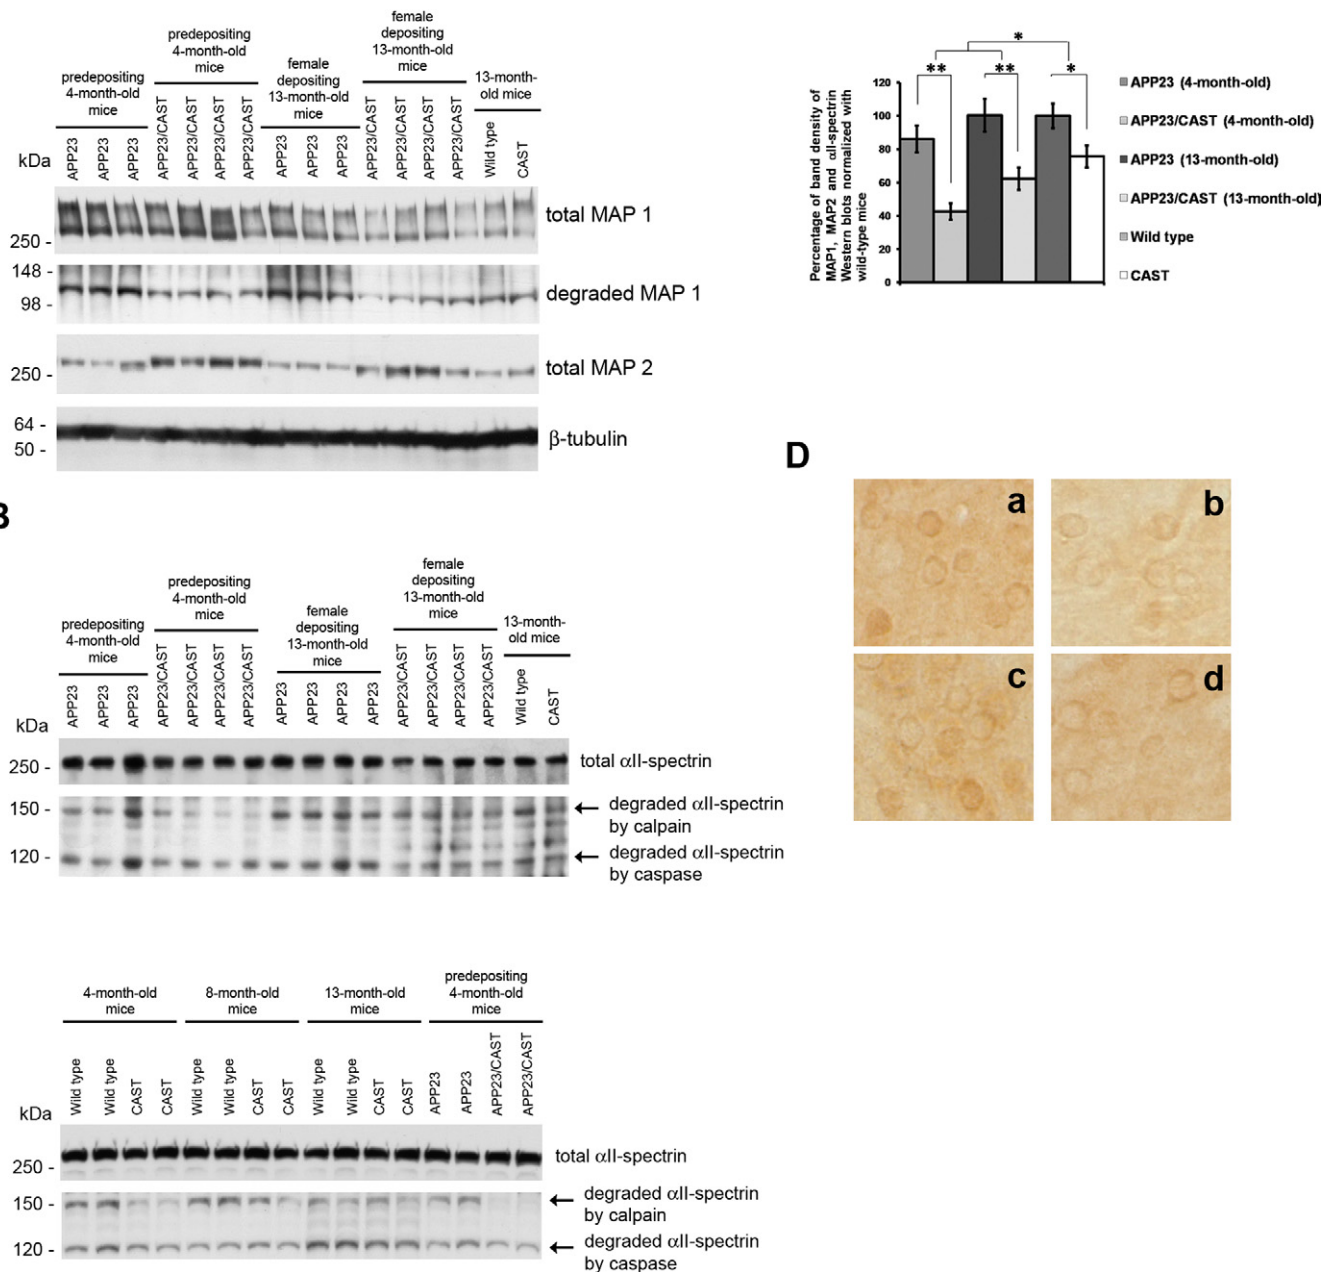 predepositing
4-month-old
mice
predepositing
4-month-old
mice
female
depositing
13-month-old
mice
female
depositing
13-month-old
mice
13-month-
old mice
kDa
APP23
APP23
APP23
APP23/CAST
APP23/CAST
APP23/CAST
APP23/CAST
APP23
APP23
APP23
APP23/CAST
APP23/CAST
APP23/CAST
APP23/CAST
Wild type
CAST
250 -
total MAP 1
148 -
98 -
degraded MAP 1
250 -
total MAP 2
64 -
50 -
β-tubulin
Percentage of band density of
MAP1, MAP2 and αII-spectrin
Western blots normalized with
wild-type mice
120
100
80
60
40
20
0
**
**
*
*
APP23 (4-month-old)
APP23/CAST (4-month-old)
APP23 (13-month-old)
APP23/CAST (13-month-old)
Wild type
CAST
B
predepositing
4-month-old
mice
predepositing
4-month-old
mice
female
depositing
13-month-old
mice
female
depositing
13-month-old
mice
13-month-
old mice
kDa
APP23
APP23
APP23
APP23/CAST
APP23/CAST
APP23/CAST
APP23/CAST
APP23
APP23
APP23
APP23
APP23/CAST
APP23/CAST
APP23/CAST
APP23/CAST
Wild type
CAST
250 -
total αII-spectrin
150 -
degraded αII-spectrin
by calpain
120 -
degraded αII-spectrin
by caspase
D
a
b
c
d
4-month-old
mice
8-month-old
mice
13-month-old
mice
predepositing
4-month-old
mice
kDa
Wild type
Wild type
CAST
CAST
Wild type
Wild type
CAST
CAST
Wild type
Wild type
CAST
CAST
APP23
APP23
APP23/CAST
APP23/CAST
250 -
total αII-spectrin
150 -
degraded αII-spectrin
by calpain
120 -
degraded αII-spectrin
by caspase